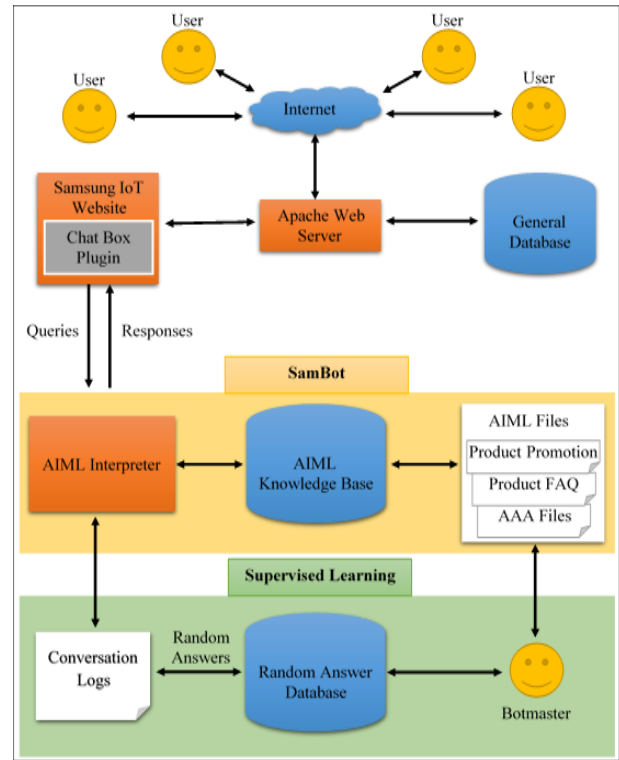 User
User
User
User
Internet
Samsung IoT
Website
Chat Box
Plugin
Apache Web
Server
General
Database
Queries
Responses
SamBot
AIML Interpreter
AIML
Knowledge Base
AIML Files
Product Promotion
Product FAQ
AAA Files
Supervised Learning
Conversation
Logs
Random
Answers
Random Answer
Database
Botmaster